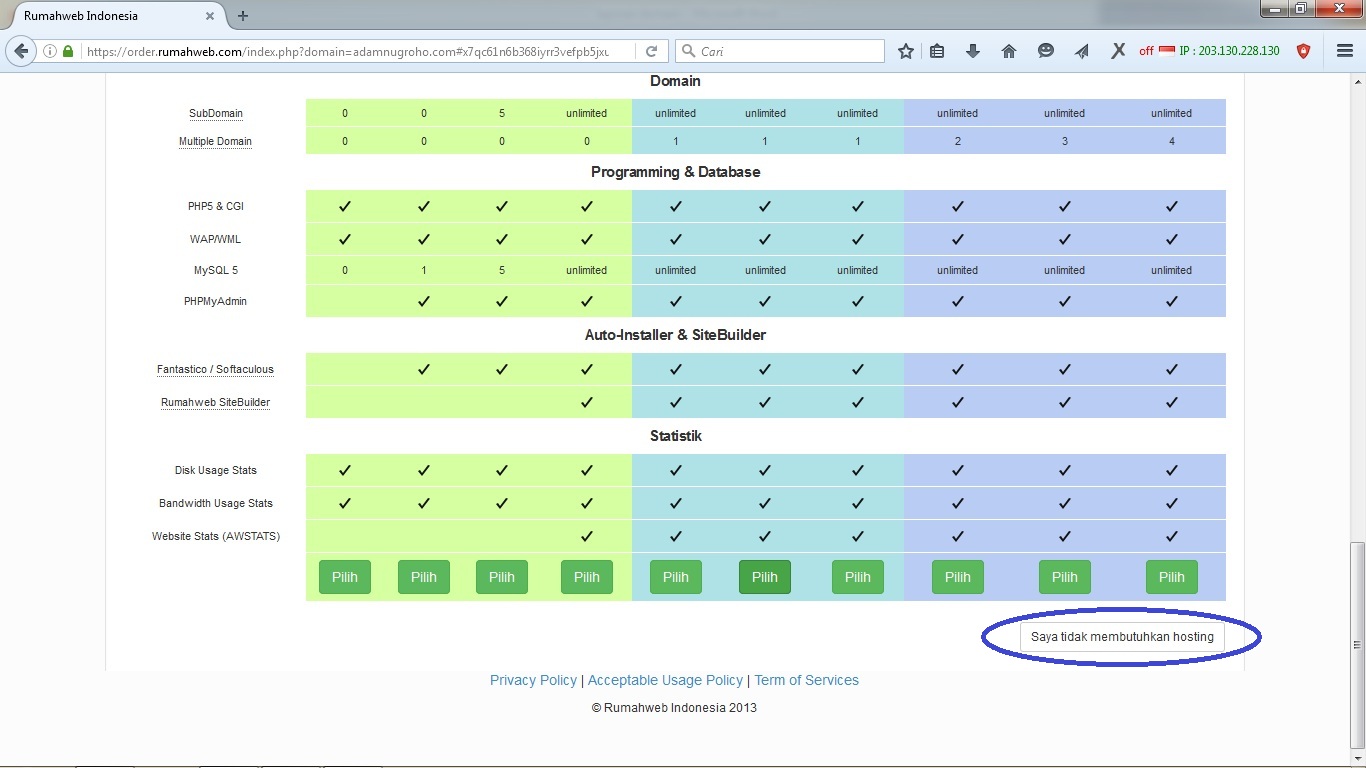 Rumahweb Indonesia
https://order.rumahweb.com/index.php?domain=adamnugroho.com#x7qc61n6b368iyrr3vefpb5jxu
Cari
off IP : 203.130.228.130
Domain
SubDomain 0 0 5 unlimited unlimited unlimited unlimited unlimited unlimited unlimited
Multiple Domain 0 0 0 0 1 1 1 2 3 4
Programming & Database
PHP5 & CGI
WAP/WML
MySQL 5 0 1 5 unlimited unlimited unlimited unlimited unlimited unlimited unlimited
PHPMyAdmin
Auto-Installer & SiteBuilder
Fantastico / Softaculous
Rumahweb SiteBuilder
Statistik
Disk Usage Stats
Bandwidth Usage Stats
Website Stats (AWSTATS)
Pilih Pilih Pilih Pilih Pilih Pilih Pilih Pilih Pilih Pilih
Saya tidak membutuhkan hosting
Privacy Policy | Acceptable Usage Policy | Term of Services
© Rumahweb Indonesia 2013